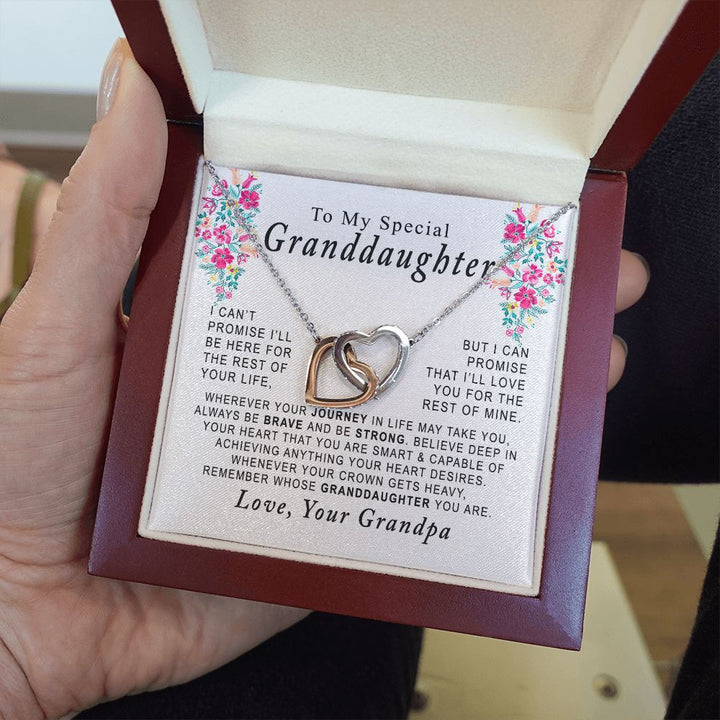 To My Special
Granddaughter
I CAN'T
PROMISE I'LL
BE HERE FOR
THE REST OF
YOUR LIFE,
BUT I CAN
PROMISE
THAT I'LL LOVE
YOU FOR THE
REST OF MINE.
WHEREVER YOUR JOURNEY IN LIFE MAY TAKE YOU,
ALWAYS BE BRAVE AND BE STRONG. BELIEVE DEEP IN
YOUR HEART THAT YOU ARE SMART & CAPABLE OF
ACHIEVING ANYTHING YOUR HEART DESIRES.
WHENEVER YOUR CROWN GETS HEAVY,
REMEMBER WHOSE GRANDDAUGHTER YOU ARE.
Love, Your Grandpa